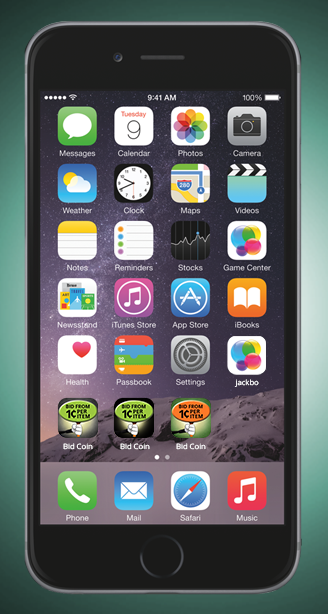 9:41 AM 100%
Tuesday
9
Messages Calendar Photos Camera
280
Weather Clock Maps Videos
Notes Reminders Stocks Game Center
Newsstand iTunes Store App Store iBooks
Health Passbook Settings jackbo
BID FROM 1¢ PER ITEM BID FROM 1¢ PER ITEM BID FROM 1¢ PER ITEM
Bid Coin Bid Coin Bid Coin
Phone Mail Safari Music